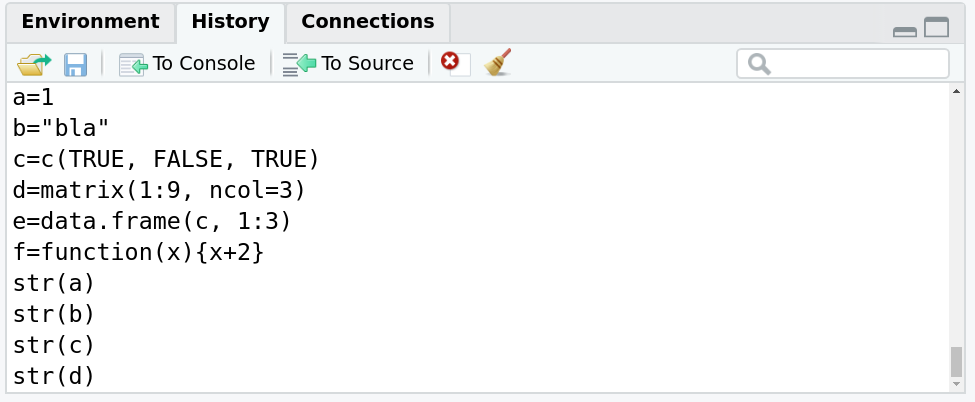 Environment History Connections
To Console To Source
a=1
b="bla"
c=c(TRUE, FALSE, TRUE)
d=matrix(1:9, ncol=3)
e=data.frame(c, 1:3)
f=function(x){x+2}
str(a)
str(b)
str(c)
str(d)